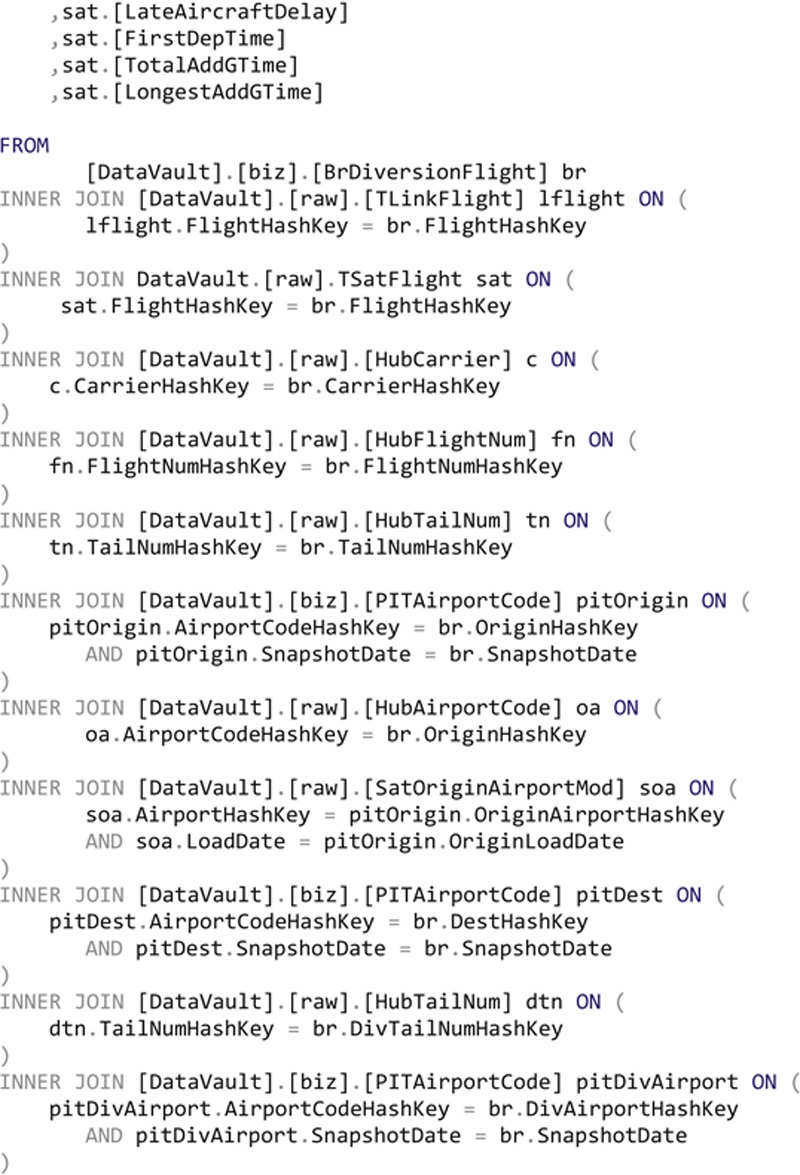 ,sat.[LateAircraftDelay]
,sat.[FirstDepTime]
,sat.[TotalAddGTime]
,sat.[LongestAddGTime]
FROM
[DataVault].[biz].[BrDiversionFlight] br
INNER JOIN [DataVault].[raw].[TLinkFlight] lflight ON (
lflight.FlightHashKey = br.FlightHashKey
)
INNER JOIN DataVault.[raw].TSatFlight sat ON (
sat.FlightHashKey = br.FlightHashKey
)
INNER JOIN [DataVault].[raw].[HubCarrier] c ON (
c.CarrierHashKey = br.CarrierHashKey
)
INNER JOIN [DataVault].[raw].[HubFlightNum] fn ON (
fn.FlightNumHashKey = br.FlightNumHashKey
)
INNER JOIN [DataVault].[raw].[HubTailNum] tn ON (
tn.TailNumHashKey = br.TailNumHashKey
)
INNER JOIN [DataVault].[biz].[PITAirportCode] pitOrigin ON (
pitOrigin.AirportCodeHashKey = br.OriginHashKey
AND pitOrigin.SnapshotDate = br.SnapshotDate
)
INNER JOIN [DataVault].[raw].[HubAirportCode] oa ON (
oa.AirportCodeHashKey = br.OriginHashKey
)
INNER JOIN [DataVault].[raw].[SatOriginAirportMod] soa ON (
soa.AirportHashKey = pitOrigin.OriginAirportHashKey
AND soa.LoadDate = pitOrigin.OriginLoadDate
)
INNER JOIN [DataVault].[biz].[PITAirportCode] pitDest ON (
pitDest.AirportCodeHashKey = br.DestHashKey
AND pitDest.SnapshotDate = br.SnapshotDate
)
INNER JOIN [DataVault].[raw].[HubTailNum] dtn ON (
dtn.TailNumHashKey = br.DivTailNumHashKey
)
INNER JOIN [DataVault].[biz].[PITAirportCode] pitDivAirport ON (
pitDivAirport.AirportCodeHashKey = br.DivAirportHashKey
AND pitDivAirport.SnapshotDate = br.SnapshotDate
)